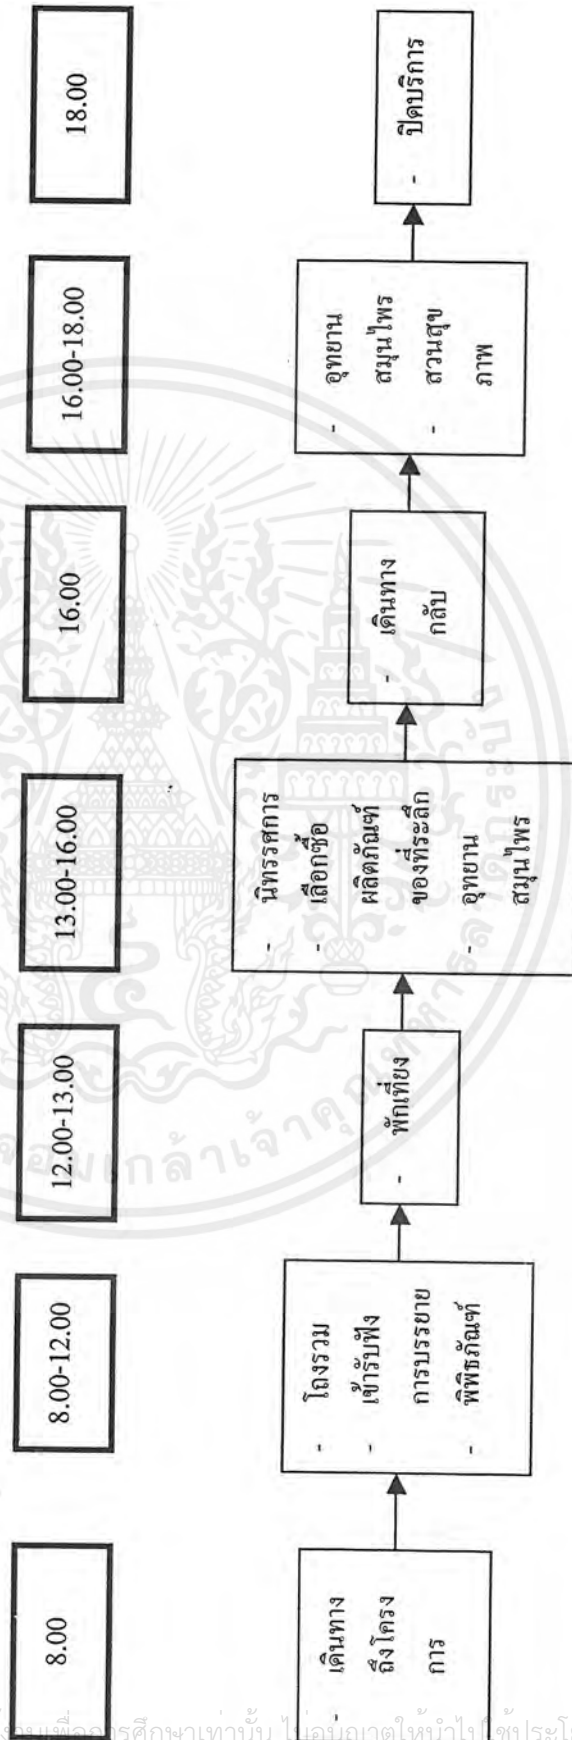 8.00
8.00-12.00
12.00-13.00
13.00-16.00
16.00
16.00-18.00
18.00
- เดินทาง
ถึงโครง
การ
- โถงรวม
- เข้ารับฟัง
การบรรยาย
- พิพิธภัณฑ์
- พักเที่ยง
- นิทรรศการ
- เลือกซื้อ
ผลิตภัณฑ์
ของที่ระลึก
- อุทยาน
สมุนไพร
- เดินทาง
กลับ
- อุทยาน
สมุนไพร
- สวนสุข
ภาพ
- ปิดบริการ